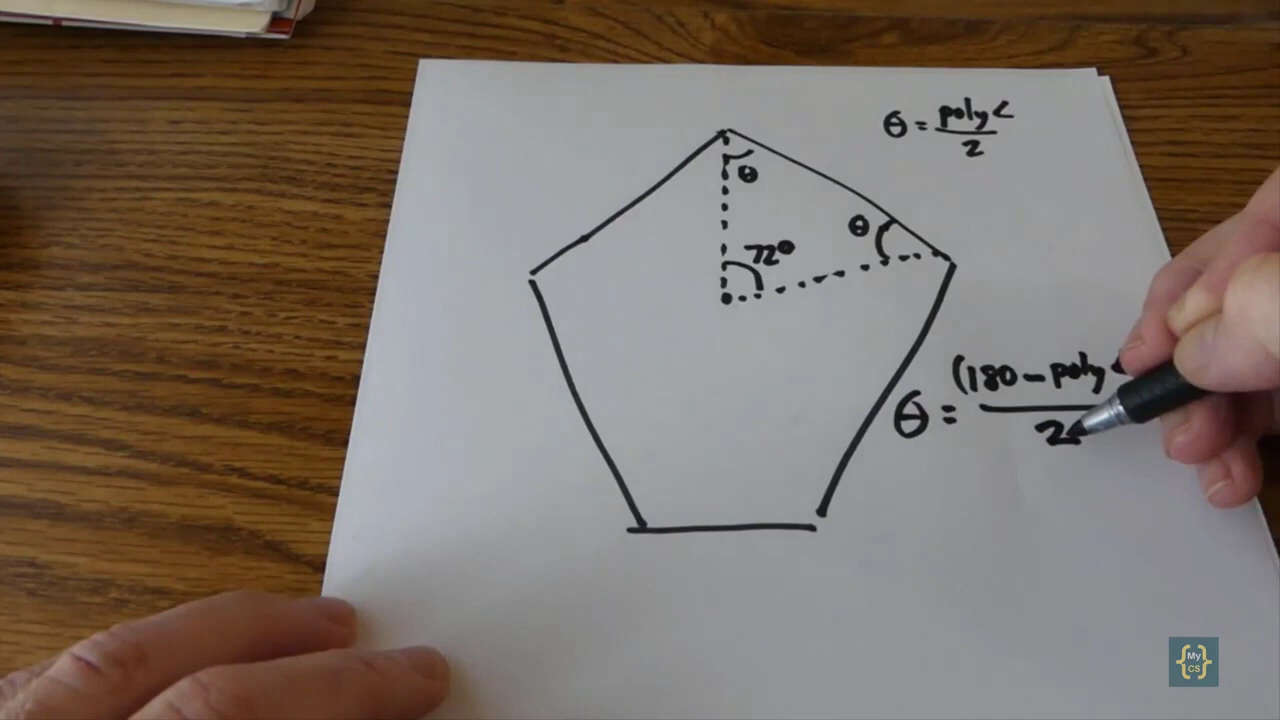 θ = poly<
2
θ
θ
72°
(180 - poly<
θ =
2
{My}
CS